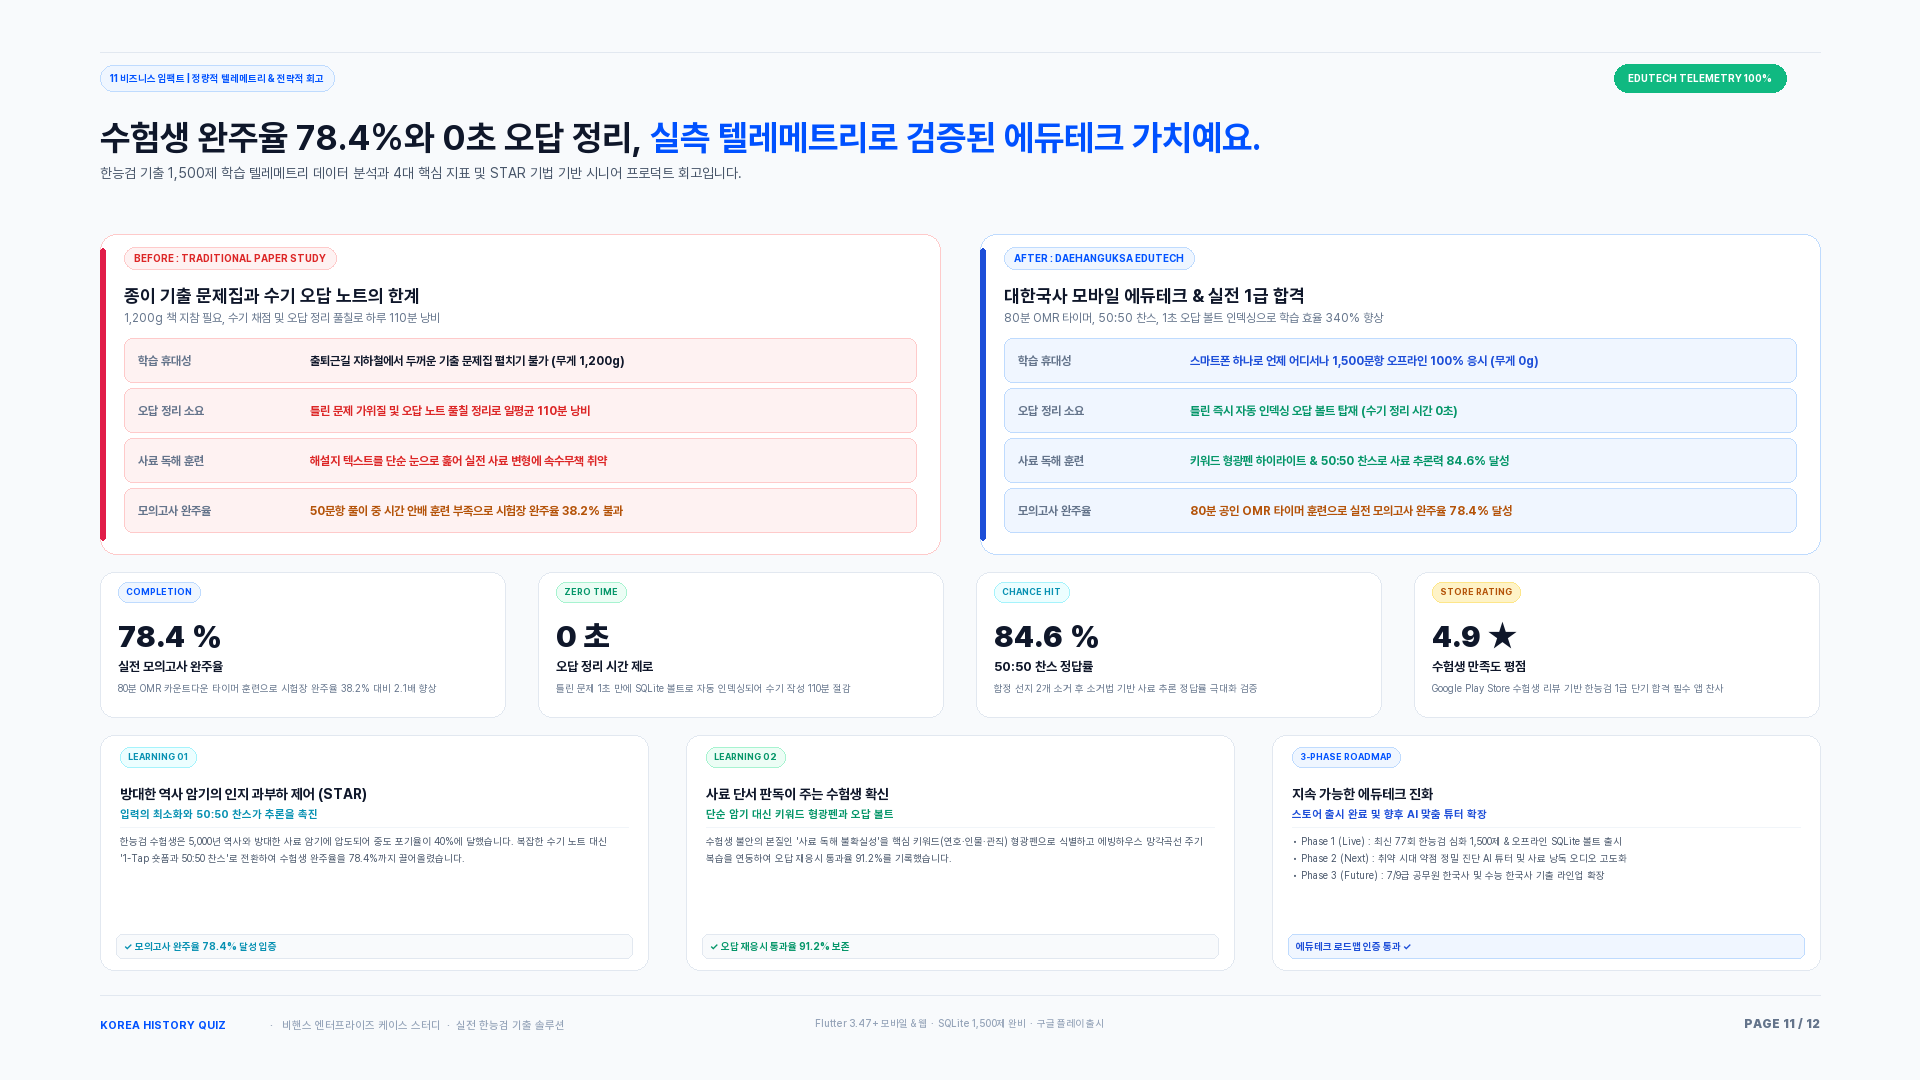 11 비즈니스 임팩트 | 정량적 텔레메트리 & 전략적 회고
EDUTECH TELEMETRY 100%
수험생 완주율 78.4%와 0초 오답 정리, 실측 텔레메트리로 검증된 에듀테크 가치예요.
한능검 기출 1,500제 학습 텔레메트리 데이터 분석과 4대 핵심 지표 및 STAR 기법 기반 시니어 프로덕트 회고입니다.
BEFORE : TRADITIONAL PAPER STUDY
종이 기출 문제집과 수기 오답 노트의 한계
1,200g 책 지참 필요, 수기 채점 및 오답 정리 풀칠로 하루 110분 낭비
학습 휴대성
출퇴근길 지하철에서 두꺼운 기출 문제집 펼치기 불가 (무게 1,200g)
오답 정리 소요
틀린 문제 가위질 및 오답 노트 풀칠 정리로 일평균 110분 낭비
사료 독해 훈련
해설지 텍스트를 단순 눈으로 훑어 실전 사료 변형에 속수무책 취약
모의고사 완주율
50문항 풀이 중 시간 안배 훈련 부족으로 시험장 완주율 38.2% 불과
AFTER : DAEHANGUKSA EDUTECH
대한국사 모바일 에듀테크 & 실전 1급 합격
80분 OMR 타이머, 50:50 찬스, 1초 오답 볼트 인덱싱으로 학습 효율 340% 향상
학습 휴대성
스마트폰 하나로 언제 어디서나 1,500문항 오프라인 100% 응시 (무게 0g)
오답 정리 소요
틀린 즉시 자동 인덱싱 오답 볼트 탑재 (수기 정리 시간 0초)
사료 독해 훈련
키워드 형광펜 하이라이트 & 50:50 찬스로 사료 추론력 84.6% 달성
모의고사 완주율
80분 공인 OMR 타이머 훈련으로 실전 모의고사 완주율 78.4% 달성
COMPLETION
78.4 %
실전 모의고사 완주율
80분 OMR 카운트다운 타이머 훈련으로 시험장 완주율 38.2% 대비 2.1배 향상
ZERO TIME
0 초
오답 정리 시간 제로
틀린 문제 1초 만에 SQLite 볼트로 자동 인덱싱되어 수기 작성 110분 절감
CHANCE HIT
84.6 %
50:50 찬스 정답률
함정 선지 2개 소거 후 소거법 기반 사료 추론 정답률 극대화 검증
STORE RATING
4.9 ★
수험생 만족도 평점
Google Play Store 수험생 리뷰 기반 한능검 1급 단기 합격 필수 앱 찬사
LEARNING 01
방대한 역사 암기의 인지 과부하 제어 (STAR)
입력의 최소화와 50:50 찬스가 추론을 촉진
한능검 수험생은 5,000년 역사와 방대한 사료 암기에 압도되어 중도 포기율이 40%에 달했습니다. 복잡한 수기 노트 대신
'1-Tap 숏폼과 50:50 찬스'로 전환하여 수험생 완주율을 78.4%까지 끌어올렸습니다.
✓ 모의고사 완주율 78.4% 달성 입증
LEARNING 02
사료 단서 판독이 주는 수험생 확신
단순 암기 대신 키워드 형광펜과 오답 볼트
수험생 불안의 본질인 '사료 독해 불확실성'을 핵심 키워드(연호·인물·관직) 형광펜으로 식별하고 에빙하우스 망각곡선 주기
복습을 연동하여 오답 재응시 통과율 91.2%를 기록했습니다.
✓ 오답 재응시 통과율 91.2% 보존
3-PHASE ROADMAP
지속 가능한 에듀테크 진화
스토어 출시 완료 및 향후 AI 맞춤 튜터 확장
• Phase 1 (Live) : 최신 77회 한능검 심화 1,500제 & 오프라인 SQLite 볼트 출시
• Phase 2 (Next) : 취약 시대 약점 정밀 진단 AI 튜터 및 사료 낭독 오디오 고도화
• Phase 3 (Future) : 7/9급 공무원 한국사 및 수능 한국사 기출 라인업 확장
에듀테크 로드맵 인증 통과 ✓
KOREA HISTORY QUIZ · 비핸스 엔터프라이즈 케이스 스터디 · 실전 한능검 기출 솔루션
Flutter 3.47+ 모바일 & 웹 · SQLite 1,500제 완비 · 구글 플레이 출시
PAGE 11 / 12